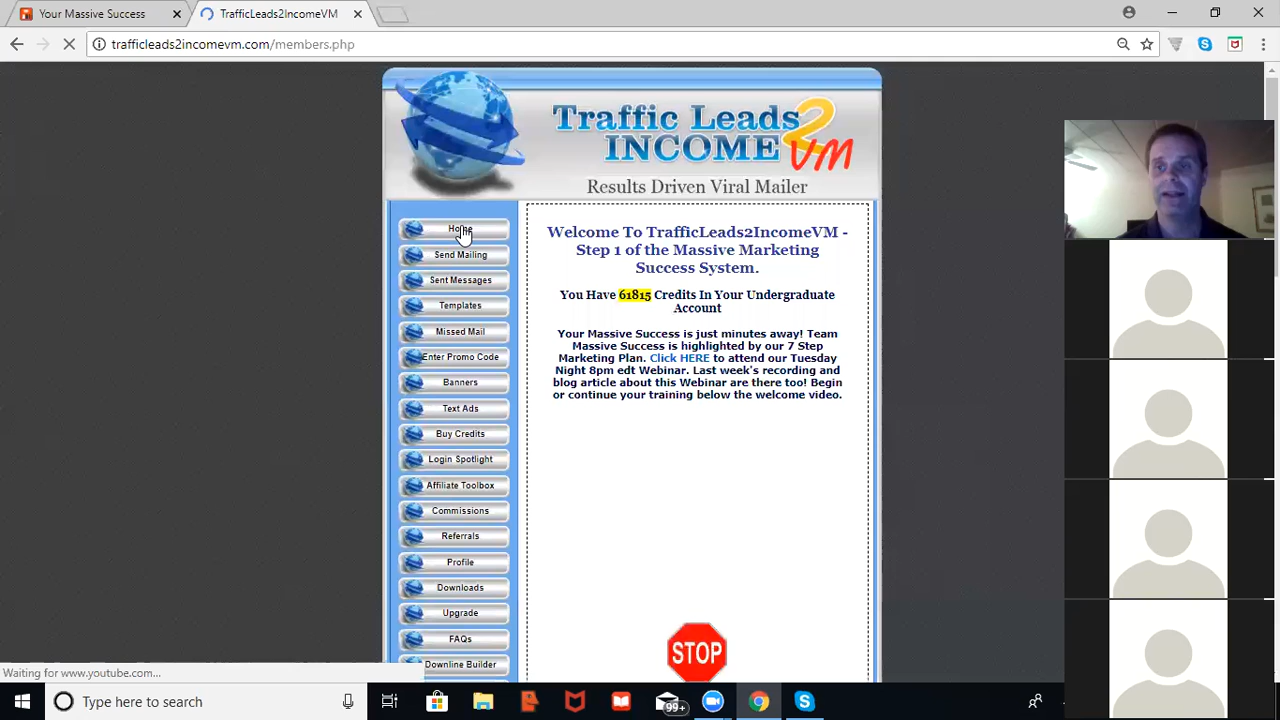 Your Massive Success
TrafficLeads2IncomeVM
trafficleads2incomevm.com/members.php
Traffic Leads 2
INCOME VM
Results Driven Viral Mailer
Home
Send Mailing
Sent Messages
Templates
Missed Mail
Enter Promo Code
Banners
Text Ads
Buy Credits
Login Spotlight
Affiliate Toolbox
Commissions
Referrals
Profile
Downloads
Upgrade
FAQs
Downline Builder
Welcome To TrafficLeads2IncomeVM -
Step 1 of the Massive Marketing
Success System.
You Have 61815 Credits In Your Undergraduate
Account
Your Massive Success is just minutes away! Team
Massive Success is highlighted by our 7 Step
Marketing Plan. Click HERE to attend our Tuesday
Night 8pm edt Webinar. Last week's recording and
blog article about this Webinar are there too! Begin
or continue your training below the welcome video.
STOP
Waiting for www.youtube.com...
Type here to search
99+